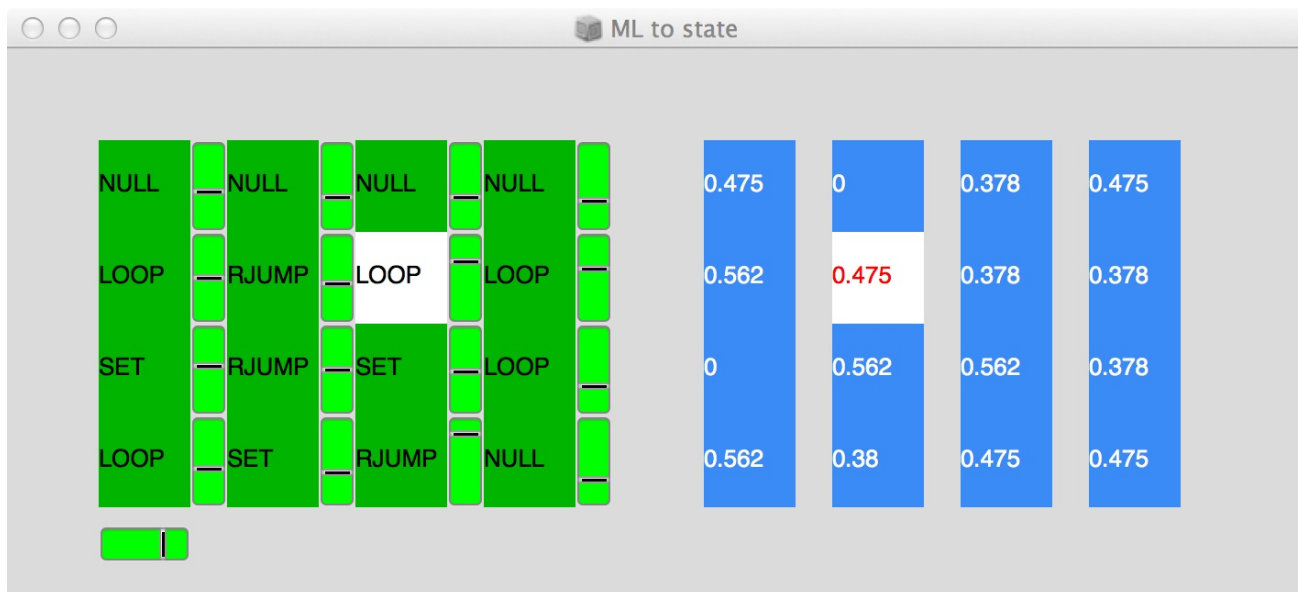 ML to state
NULL NULL NULL NULL 0.475 0 0.378 0.475
LOOP RJUMP LOOP LOOP 0.562 0.475 0.378 0.378
SET RJUMP SET LOOP 0 0.562 0.562 0.378
LOOP SET RJUMP NULL 0.562 0.38 0.475 0.475